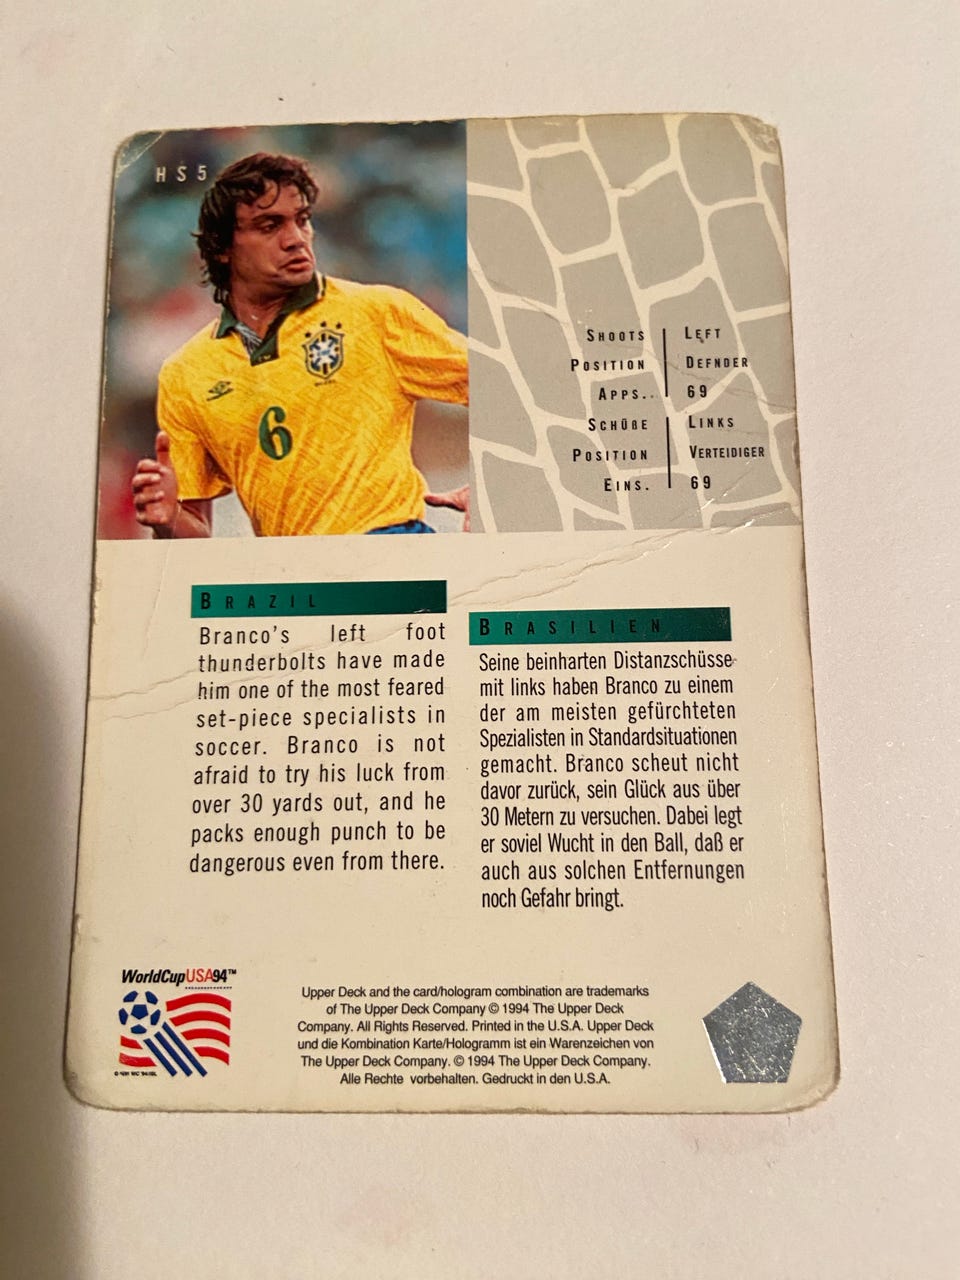 HS5
6
SHOOTS LEFT
POSITION DEFNDER
APPS.. 69
SCHÜßE LINKS
POSITION VERTEIDIGER
EINS. 69
BRAZIL
Branco's left foot
thunderbolts have made
him one of the most feared
set-piece specialists in
soccer. Branco is not
afraid to try his luck from
over 30 yards out, and he
packs enough punch to be
dangerous even from there.
BRASILIEN
Seine beinharten Distanzschüsse
mit links haben Branco zu einem
der am meisten gefürchteten
Spezialisten in Standardsituationen
gemacht. Branco scheut nicht
davor zurück, sein Glück aus über
30 Metern zu versuchen. Dabei legt
er soviel Wucht in den Ball, daß er
auch aus solchen Entfernungen
noch Gefahr bringt.
WorldCupUSA94™
Upper Deck and the card/hologram combination are trademarks
of The Upper Deck Company © 1994 The Upper Deck
Company. All Rights Reserved. Printed in the U.S.A. Upper Deck
und die Kombination Karte/Hologramm ist ein Warenzeichen von
The Upper Deck Company. © 1994 The Upper Deck Company.
Alle Rechte vorbehalten. Gedruckt in den U.S.A.